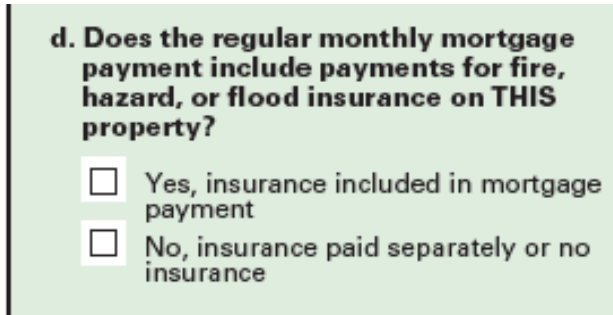 d. Does the regular monthly mortgage
payment include payments for fire,
hazard, or flood insurance on THIS
property?
Yes, insurance included in mortgage
payment
No, insurance paid separately or no
insurance